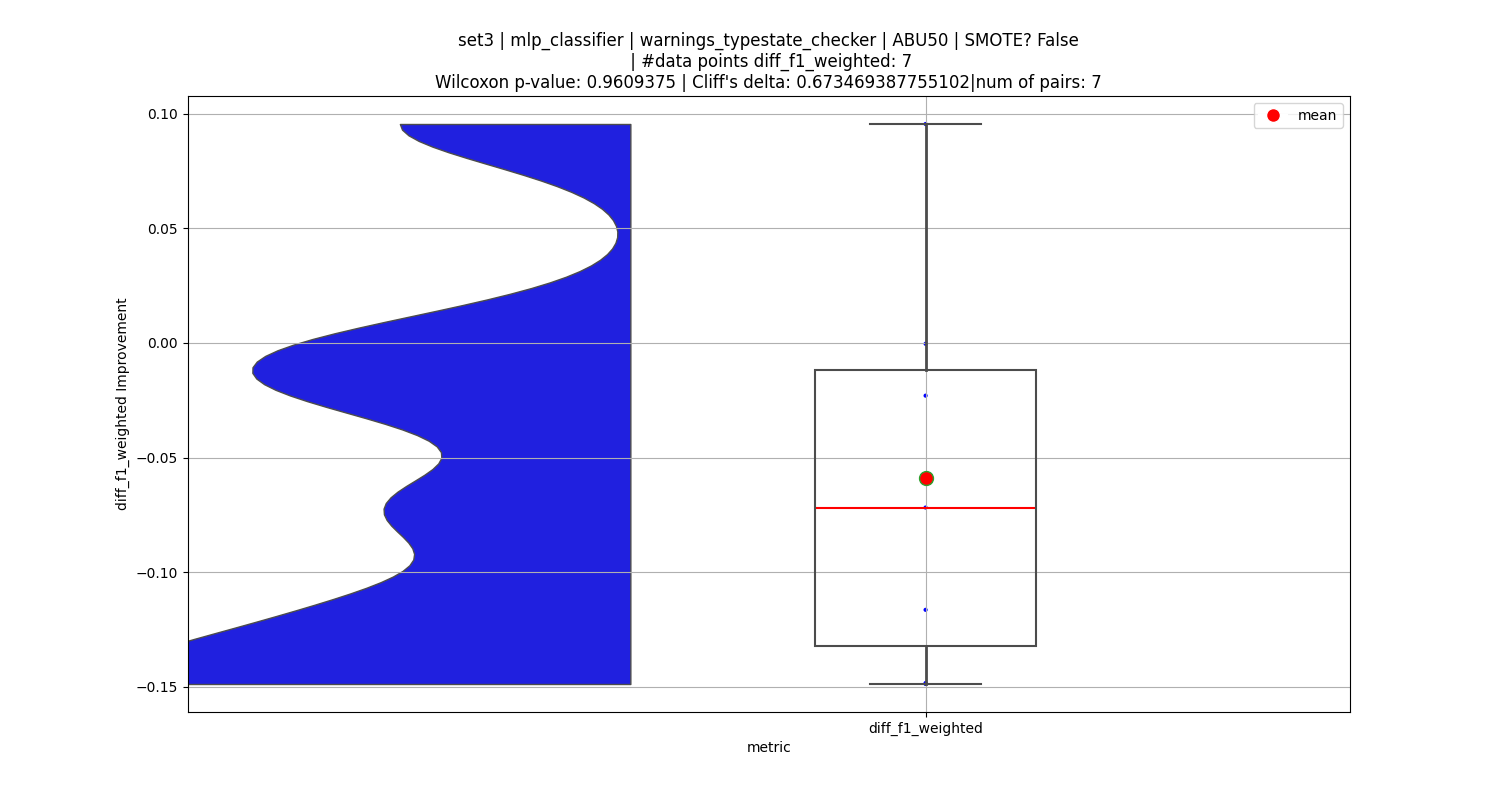 set3 | mlp_classifier | warnings_typestate_checker | ABU50 | SMOTE? False
| #data points diff_f1_weighted: 7
Wilcoxon p-value: 0.9609375 | Cliff's delta: 0.673469387755102|num of pairs: 7
mean
0.10
0.05
0.00
−0.05
−0.10
−0.15
diff_f1_weighted Improvement
diff_f1_weighted
metric